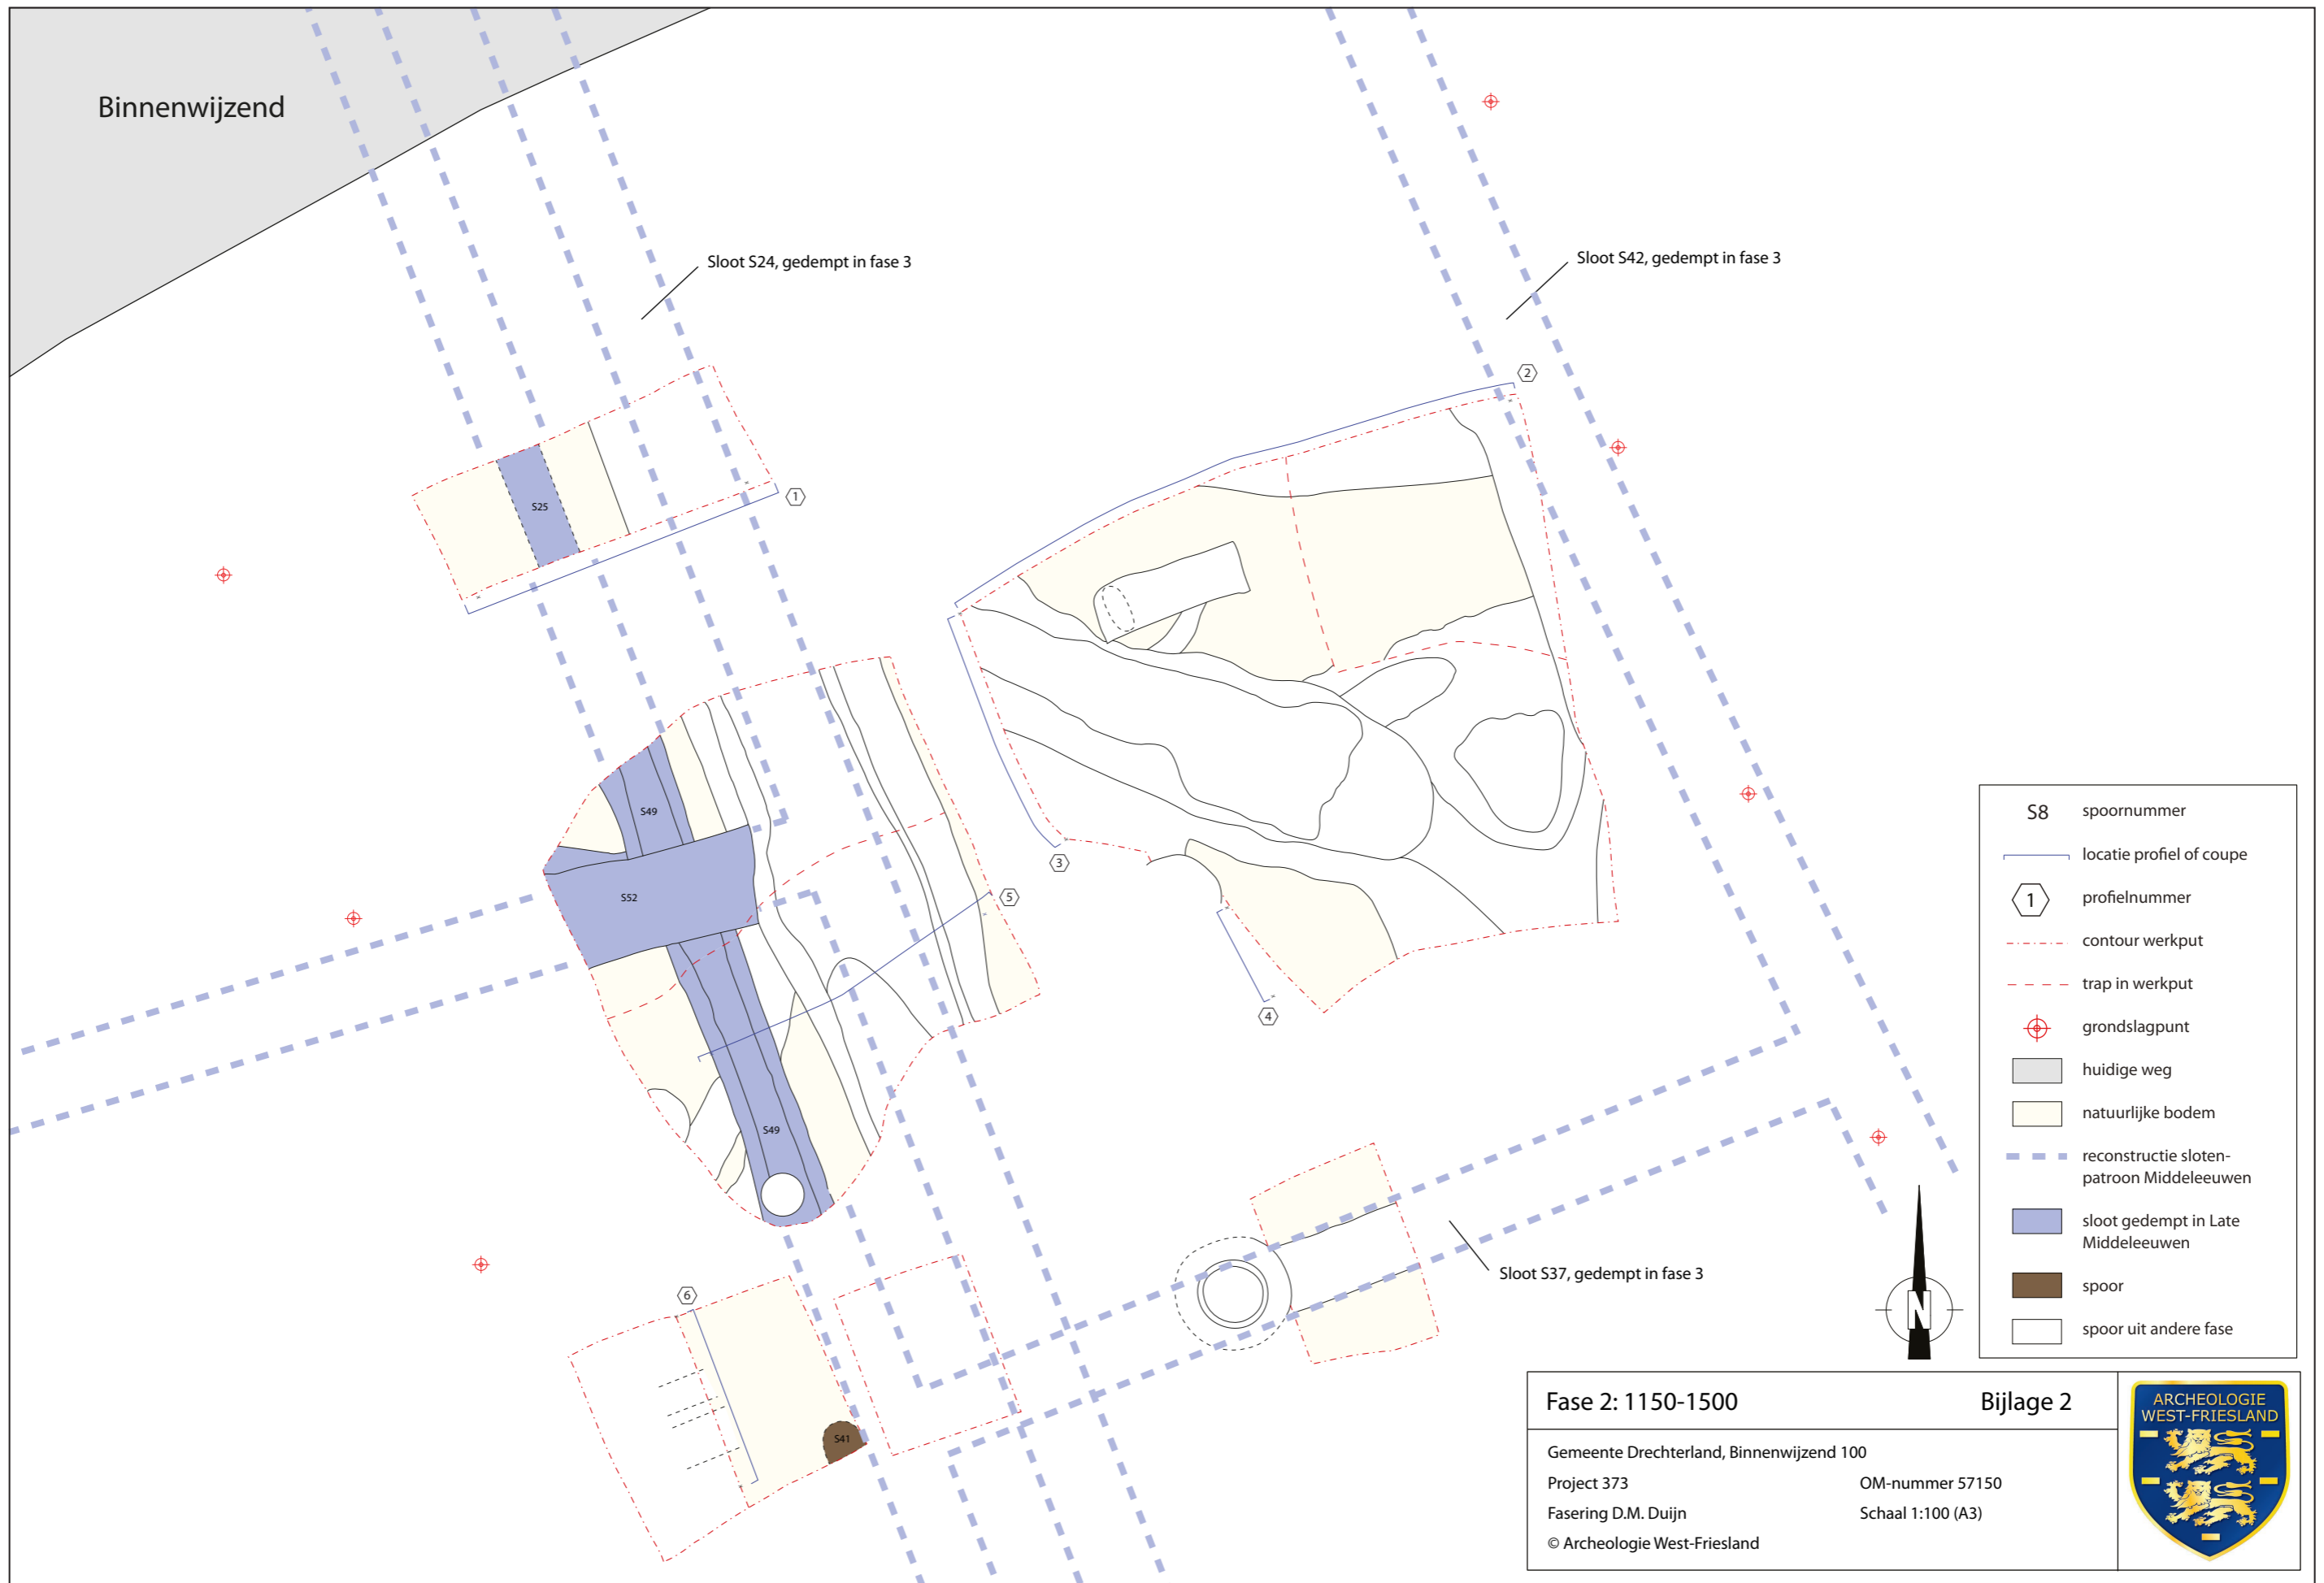 Binnenwijzend
Sloot S24, gedempt in fase 3
Sloot S42, gedempt in fase 3
2
1
S25
S49
S52
5
3
4
S49
6
S41
Sloot S37, gedempt in fase 3
S8 spoornummer
locatie profiel of coupe
1 profielnummer
contour werkput
trap in werkput
grondslagpunt
huidige weg
natuurlijke bodem
reconstructie sloten-
patroon Middeleeuwen
sloot gedempt in Late
Middeleeuwen
spoor
spoor uit andere fase
N
Fase 2: 1150-1500 Bijlage 2
Gemeente Drechterland, Binnenwijzend 100
Project 373 OM-nummer 57150
Fasering D.M. Duijn Schaal 1:100 (A3)
© Archeologie West-Friesland
ARCHEOLOGIE
WEST-FRIESLAND